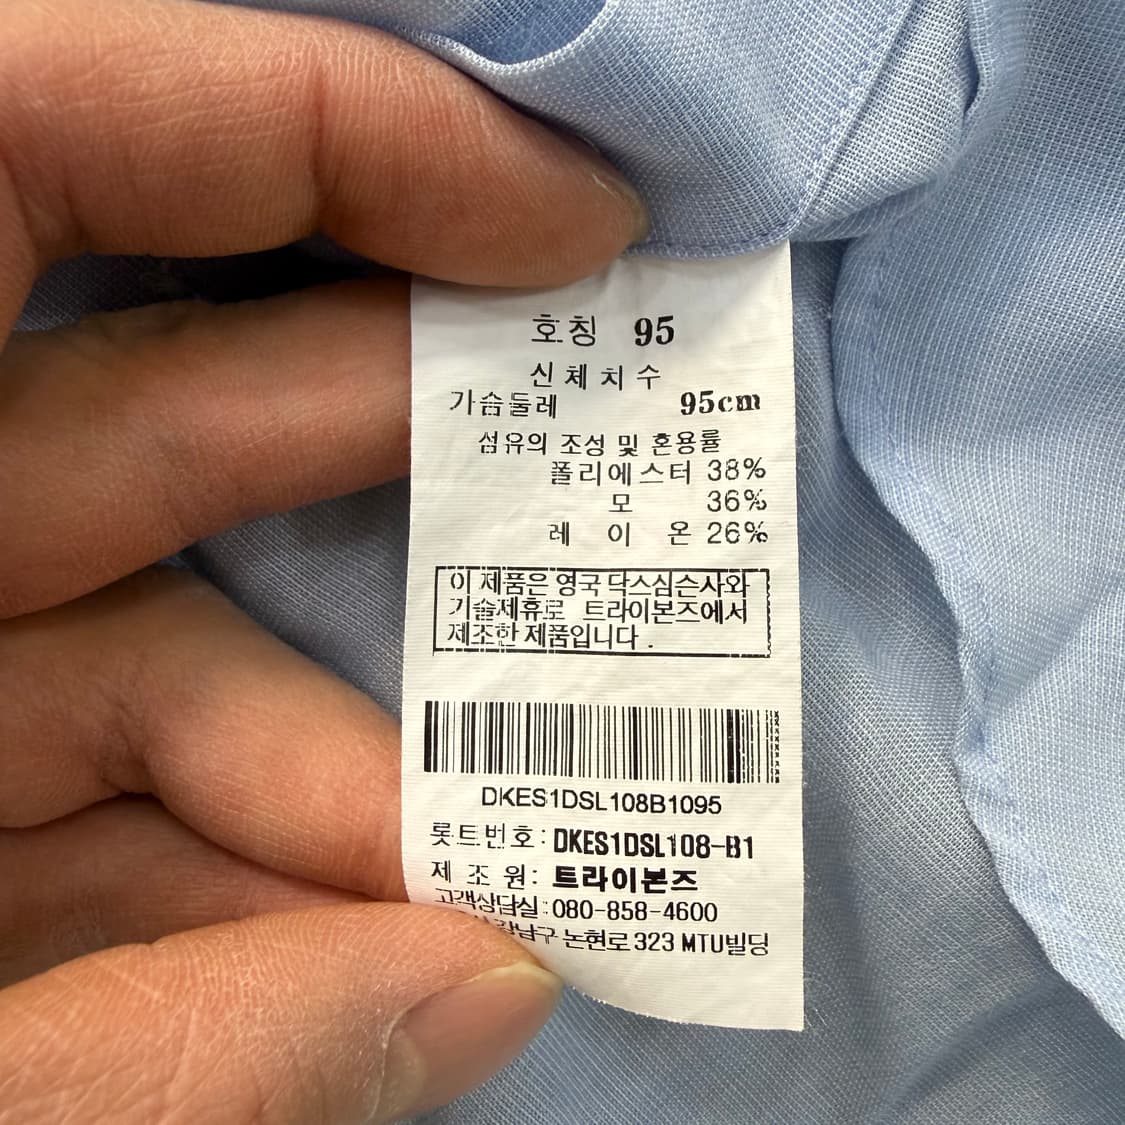 호칭 95
신체치수
가슴둘레 95cm
섬유의 조성 및 혼용률
폴리에스터 38%
모 36%
레이온 26%
이 제품은 영국 닥스심슨사와
기술제휴로 트라이본즈에서
제조한 제품입니다.
DKES1DSL108B1095
롯트번호: DKES1DSL108-B1
제조원: 트라이본즈
고객상담실: 080-858-4600
강남구 논현로 323 MTU빌딩